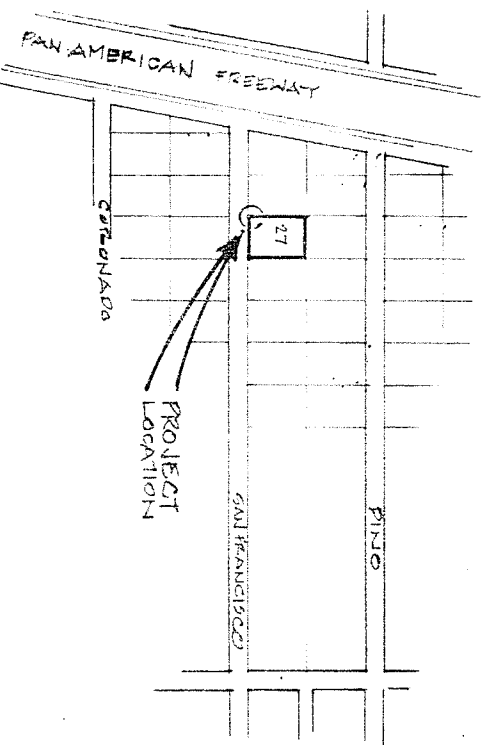 PAN AMERICAN FREEWAY
CORONADO
27
PROJECT
LOCATION
SAN FRANCISCO
PINO